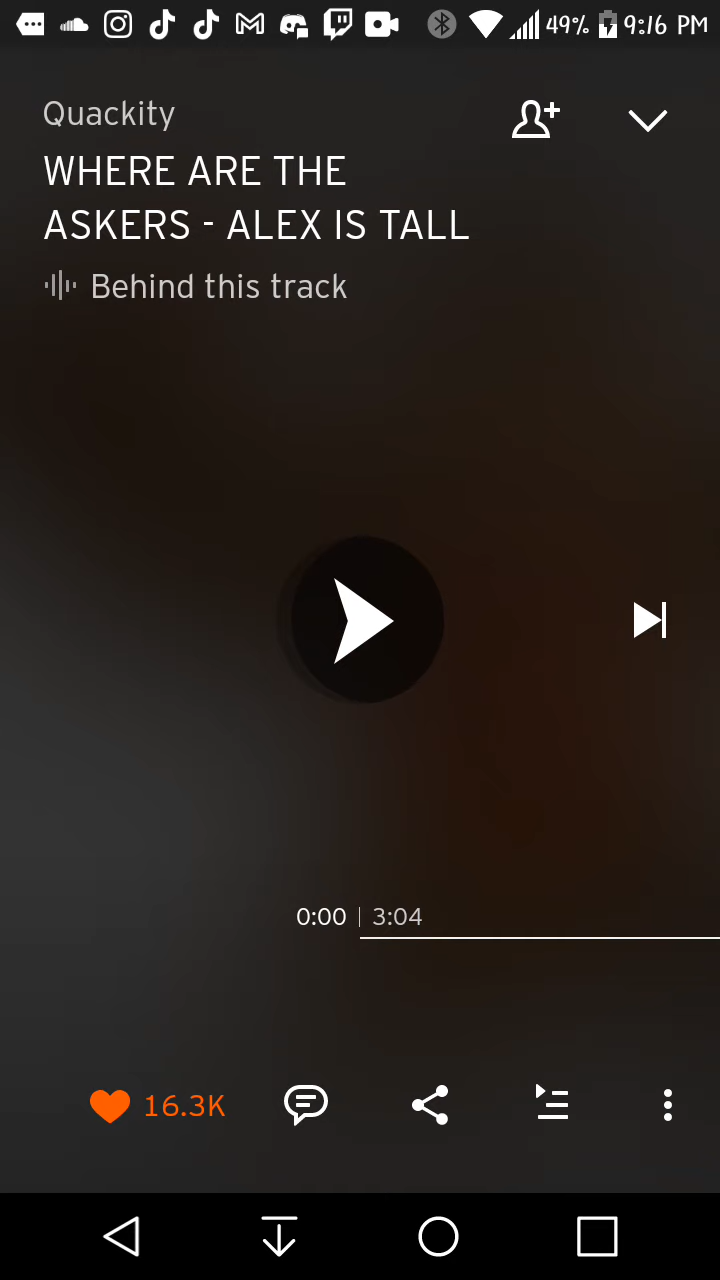 49% 9:16 PM
Quackity
WHERE ARE THE
ASKERS - ALEX IS TALL
Behind this track
0:00 | 3:04
16.3K